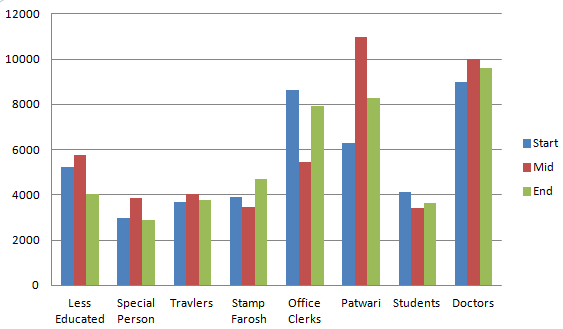 12000
10000
8000
6000
4000
2000
0
Less Educated
Special Person
Travlers
Stamp Farosh
Office Clerks
Patwari
Students
Doctors
Start
Mid
End